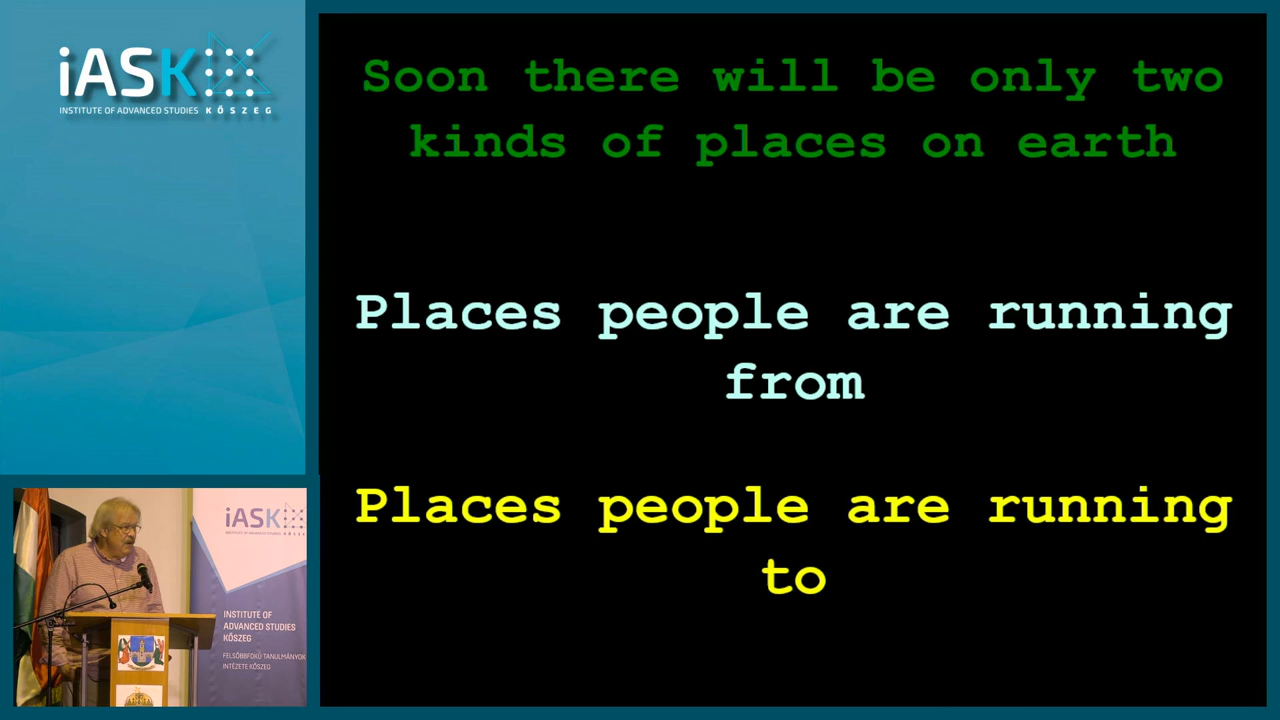 iASK
INSTITUTE OF ADVANCED STUDIES KŐSZEG
Soon there will be only two
kinds of places on earth
Places people are running
from
Places people are running
to
iASK
INSTITUTE OF
ADVANCED STUDIES
KŐSZEG
FELSŐBBFOKÚ TANULMÁNYOK
INTÉZETE KŐSZEG